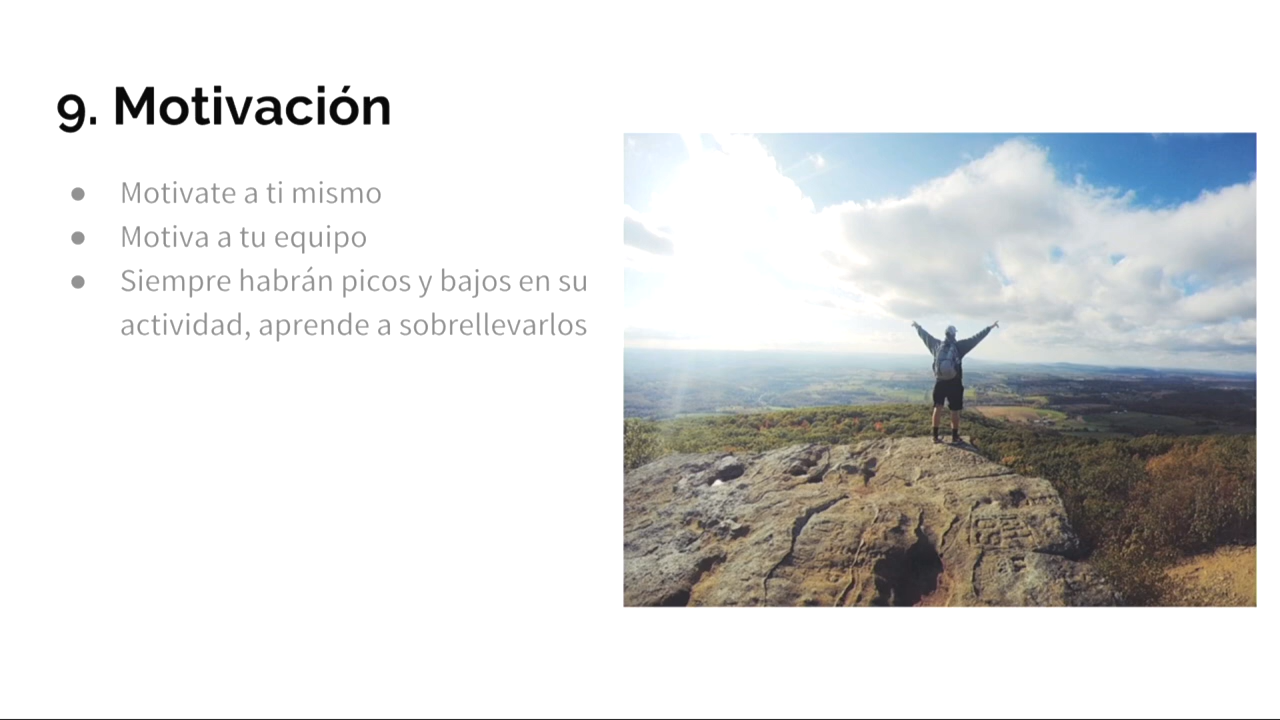 9. Motivación
● Motivate a ti mismo
● Motiva a tu equipo
● Siempre habrán picos y bajos en su
actividad, aprende a sobrellevarlos